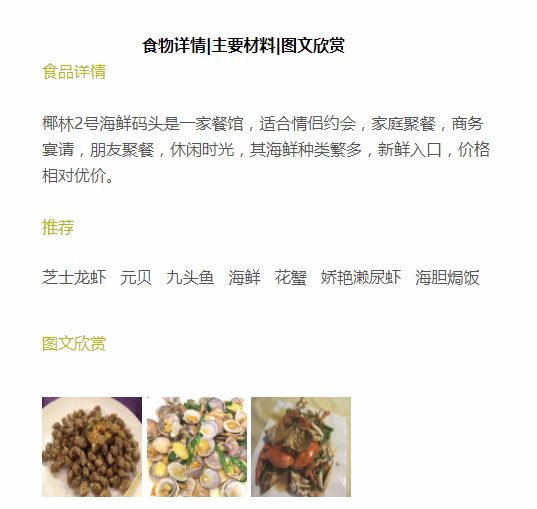 食物详情|主要材料|图文欣赏
食品详情
椰林2号海鲜码头是一家餐馆，适合情侣约会，家庭聚餐，商务
宴请，朋友聚餐，休闲时光，其海鲜种类繁多，新鲜入口，价格
相对优价。
推荐
芝士龙虾 元贝 九头鱼 海鲜 花蟹 娇艳濑尿虾 海胆焗饭
图文欣赏